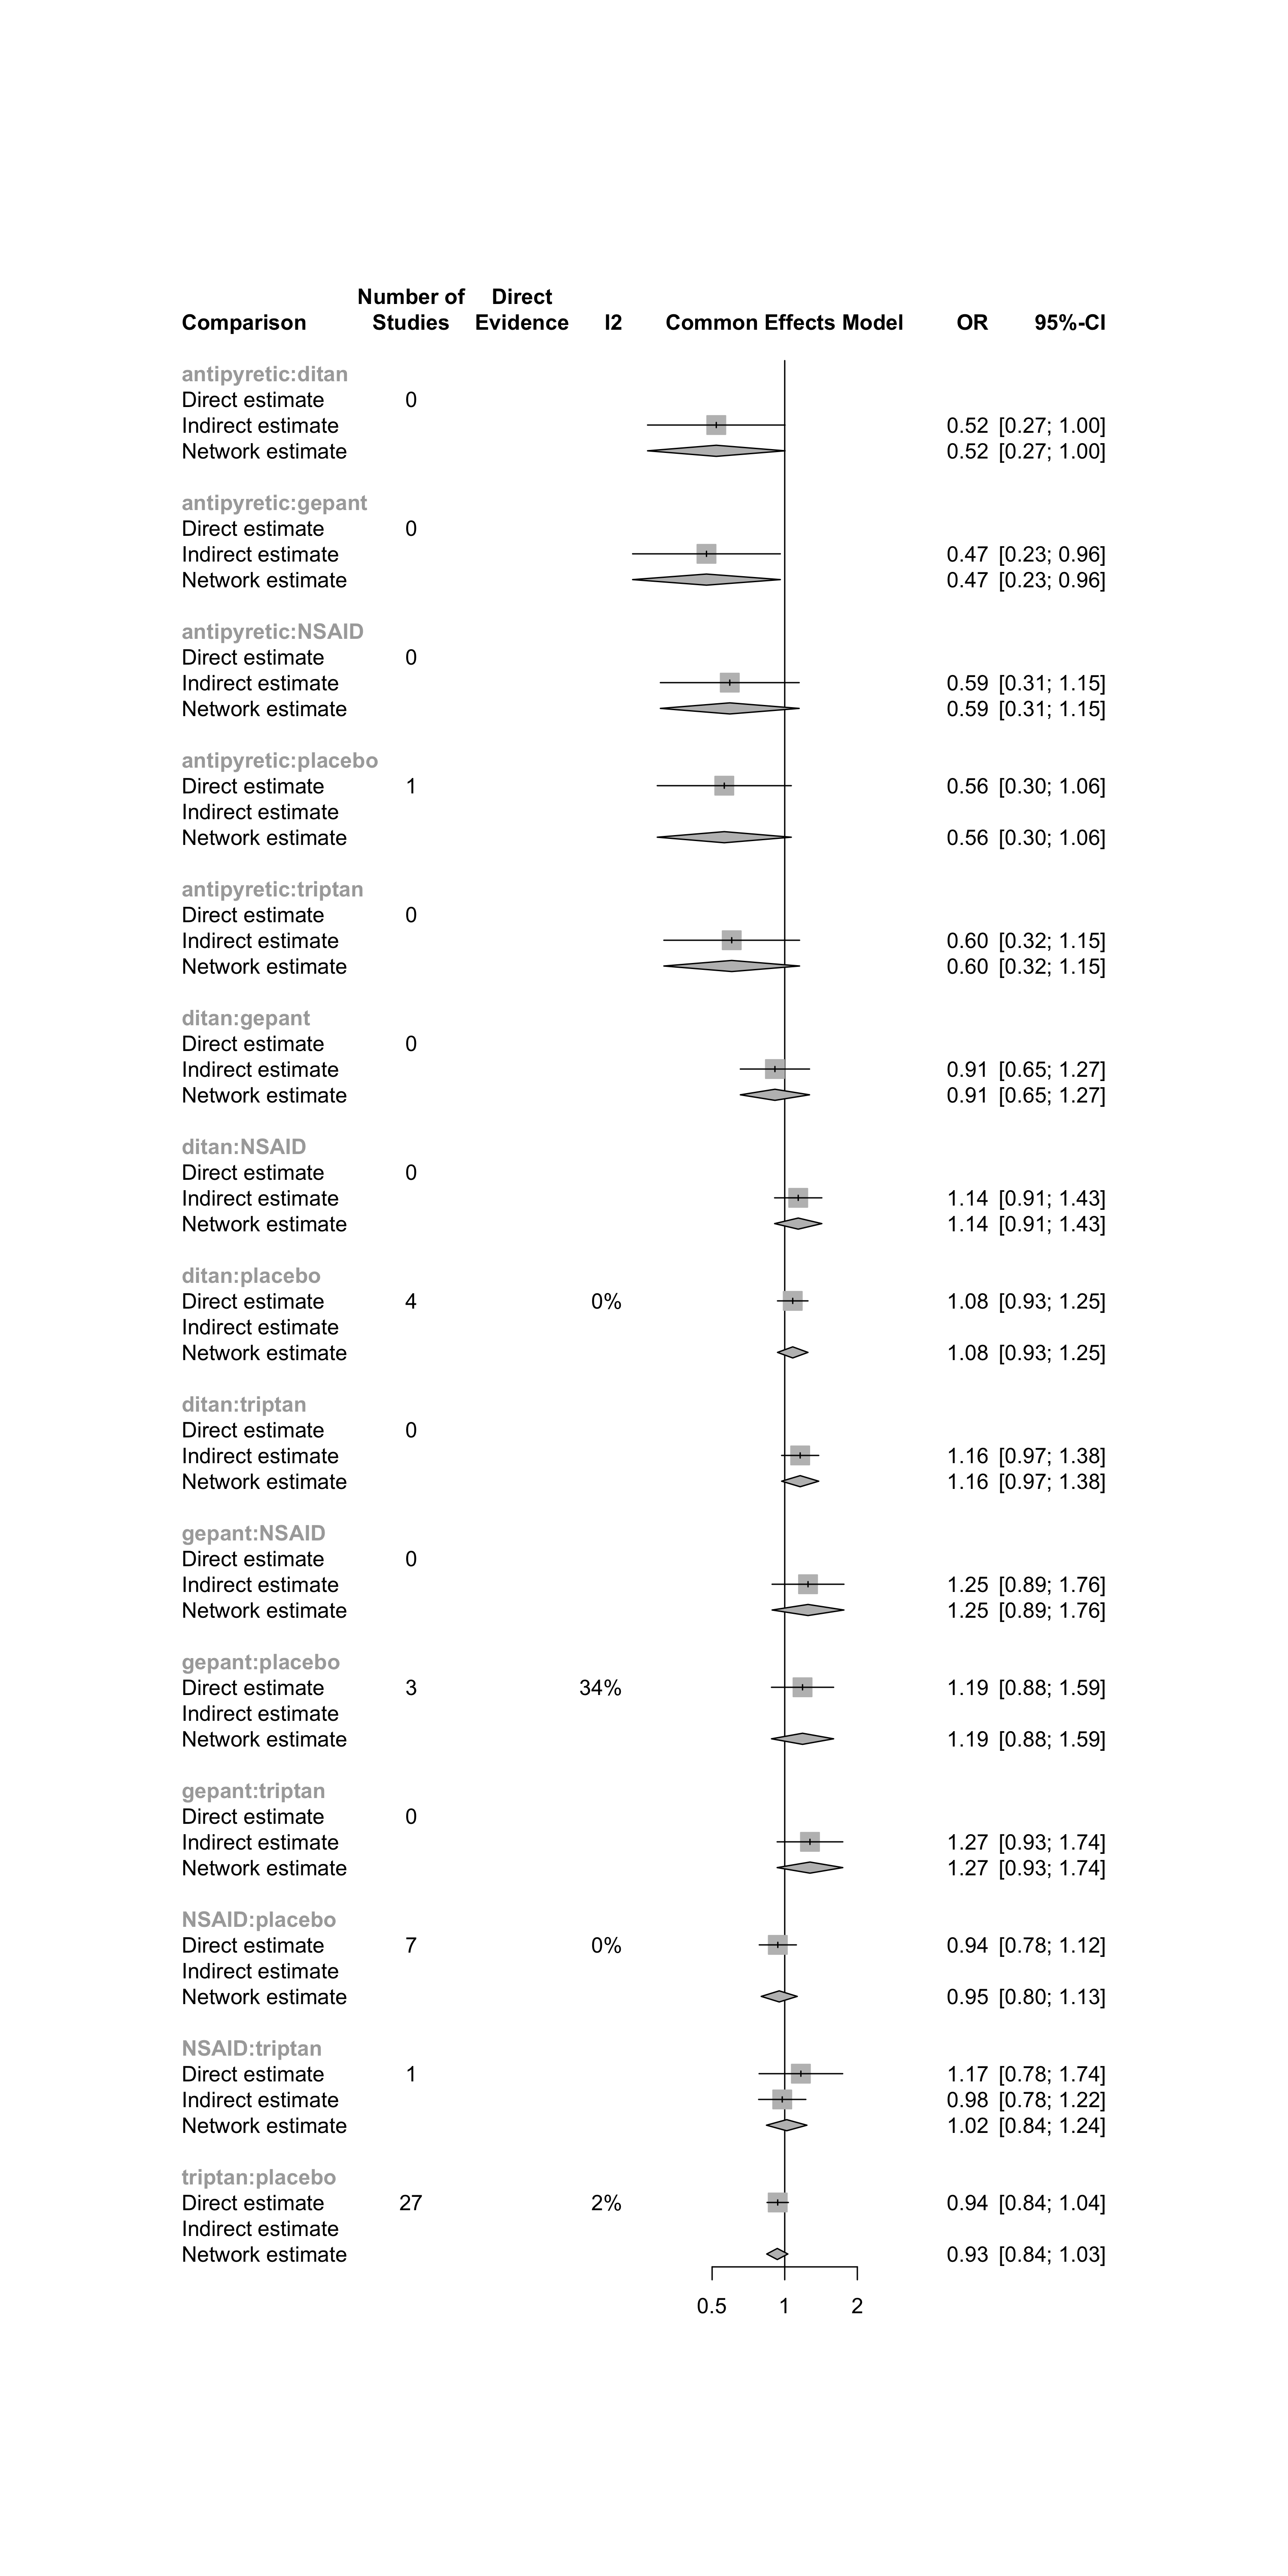 Number of Direct
Comparison Studies Evidence I2 Common Effects Model OR 95%-CI
antipyretic:ditan
Direct estimate 0
Indirect estimate 0.52 [0.27; 1.00]
Network estimate 0.52 [0.27; 1.00]
antipyretic:gepant
Direct estimate 0
Indirect estimate 0.47 [0.23; 0.96]
Network estimate 0.47 [0.23; 0.96]
antipyretic:NSAID
Direct estimate 0
Indirect estimate 0.59 [0.31; 1.15]
Network estimate 0.59 [0.31; 1.15]
antipyretic:placebo
Direct estimate 1 0.56 [0.30; 1.06]
Indirect estimate
Network estimate 0.56 [0.30; 1.06]
antipyretic:triptan
Direct estimate 0
Indirect estimate 0.60 [0.32; 1.15]
Network estimate 0.60 [0.32; 1.15]
ditan:gepant
Direct estimate 0
Indirect estimate 0.91 [0.65; 1.27]
Network estimate 0.91 [0.65; 1.27]
ditan:NSAID
Direct estimate 0
Indirect estimate 1.14 [0.91; 1.43]
Network estimate 1.14 [0.91; 1.43]
ditan:placebo
Direct estimate 4 0% 1.08 [0.93; 1.25]
Indirect estimate
Network estimate 1.08 [0.93; 1.25]
ditan:triptan
Direct estimate 0
Indirect estimate 1.16 [0.97; 1.38]
Network estimate 1.16 [0.97; 1.38]
gepant:NSAID
Direct estimate 0
Indirect estimate 1.25 [0.89; 1.76]
Network estimate 1.25 [0.89; 1.76]
gepant:placebo
Direct estimate 3 34% 1.19 [0.88; 1.59]
Indirect estimate
Network estimate 1.19 [0.88; 1.59]
gepant:triptan
Direct estimate 0
Indirect estimate 1.27 [0.93; 1.74]
Network estimate 1.27 [0.93; 1.74]
NSAID:placebo
Direct estimate 7 0% 0.94 [0.78; 1.12]
Indirect estimate
Network estimate 0.95 [0.80; 1.13]
NSAID:triptan
Direct estimate 1 1.17 [0.78; 1.74]
Indirect estimate 0.98 [0.78; 1.22]
Network estimate 1.02 [0.84; 1.24]
triptan:placebo
Direct estimate 27 2% 0.94 [0.84; 1.04]
Indirect estimate
Network estimate 0.93 [0.84; 1.03]
0.5 1 2